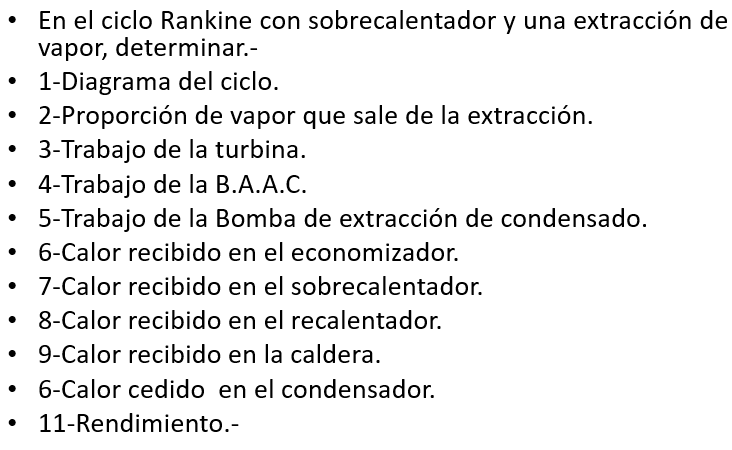 • En el ciclo Rankine con sobrecalentador y una extracción de
vapor, determinar.-
• 1-Diagrama del ciclo.
• 2-Proporción de vapor que sale de la extracción.
• 3-Trabajo de la turbina.
• 4-Trabajo de la B.A.A.C.
• 5-Trabajo de la Bomba de extracción de condensado.
• 6-Calor recibido en el economizador.
• 7-Calor recibido en el sobrecalentador.
• 8-Calor recibido en el recalentador.
• 9-Calor recibido en la caldera.
• 6-Calor cedido  en el condensador.
• 11-Rendimiento.-